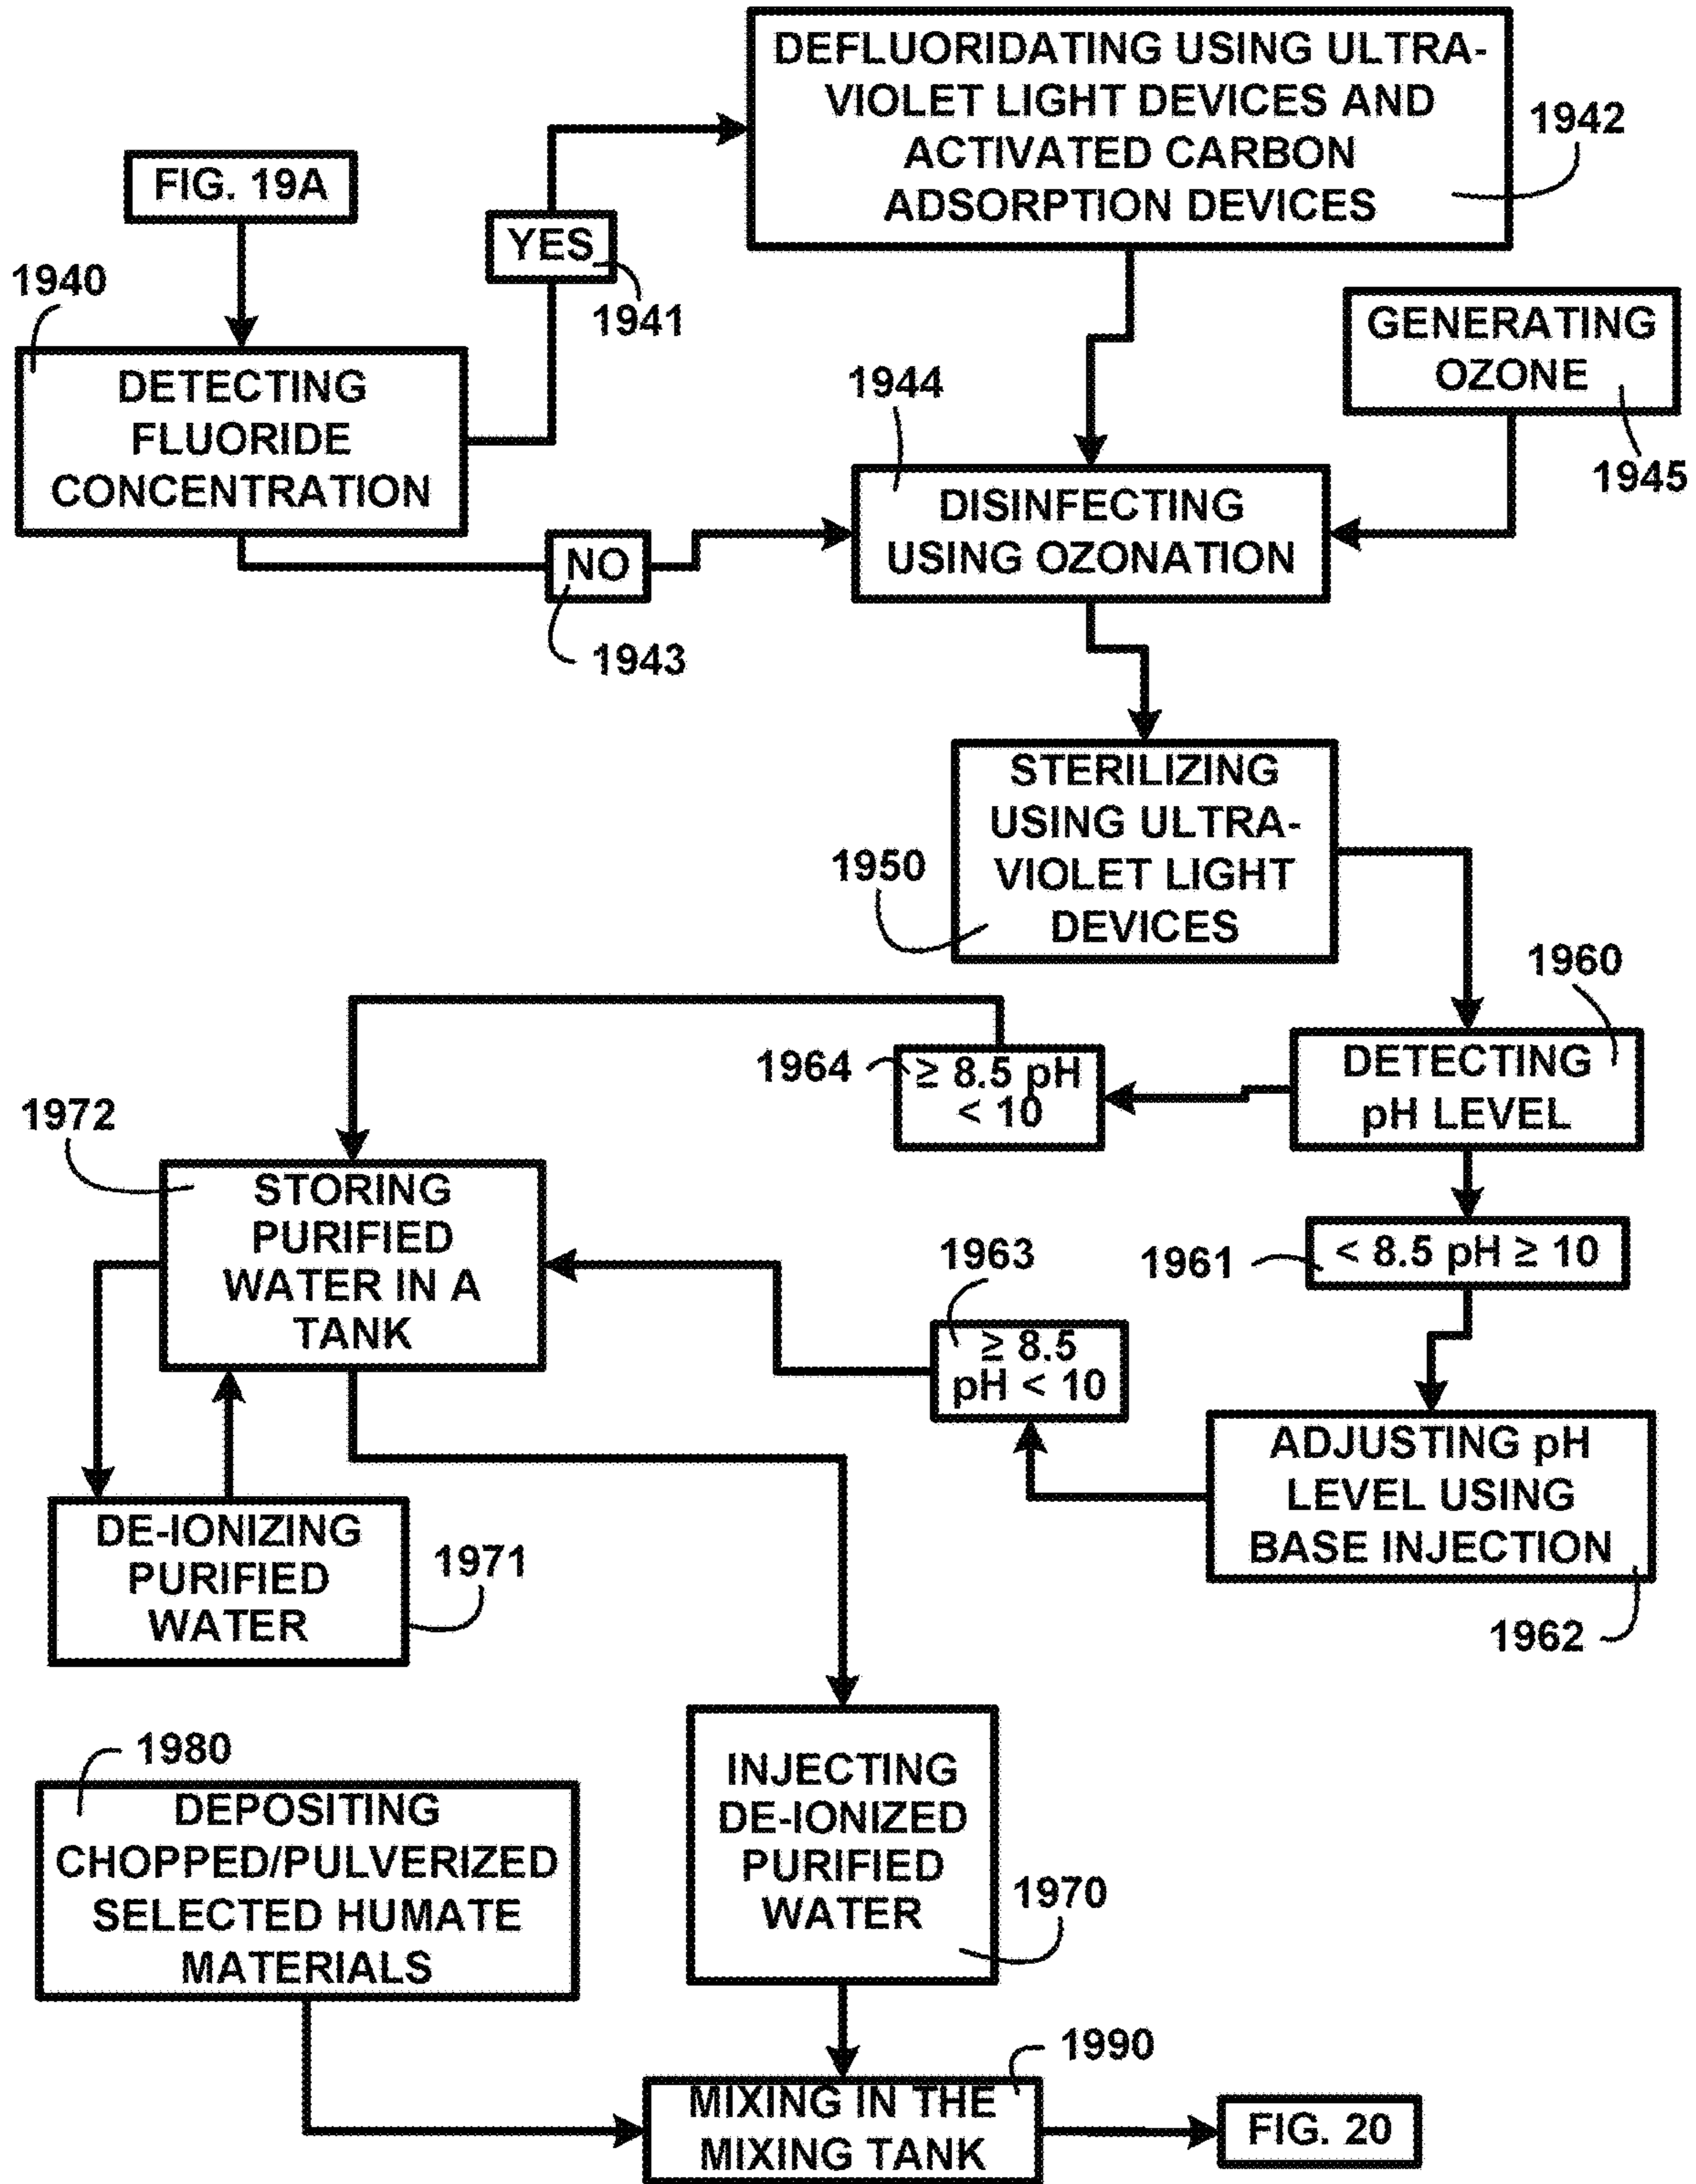 DEFLUORIDATING USING ULTRA-
VIOLET LIGHT DEVICES AND
ACTIVATED CARBON
ADSORPTION DEVICES
1942
FIG. 19A
YES
1941
1940
DETECTING
FLUORIDE
CONCENTRATION
GENERATING
OZONE
1945
1944
DISINFECTING
USING OZONATION
NO
1943
STERILIZING
USING ULTRA-
VIOLET LIGHT
DEVICES
1950
1960
DETECTING
pH LEVEL
1964
≥ 8.5 pH
< 10
1972
STORING
PURIFIED
WATER IN A
TANK
1961
< 8.5 pH ≥ 10
1963
≥ 8.5
pH < 10
ADJUSTING pH
LEVEL USING
BASE INJECTION
1962
DE-IONIZING
PURIFIED
WATER
1971
1980
DEPOSITING
CHOPPED/PULVERIZED
SELECTED HUMATE
MATERIALS
INJECTING
DE-IONIZED
PURIFIED
WATER
1970
1990
MIXING IN THE
MIXING TANK
FIG. 20